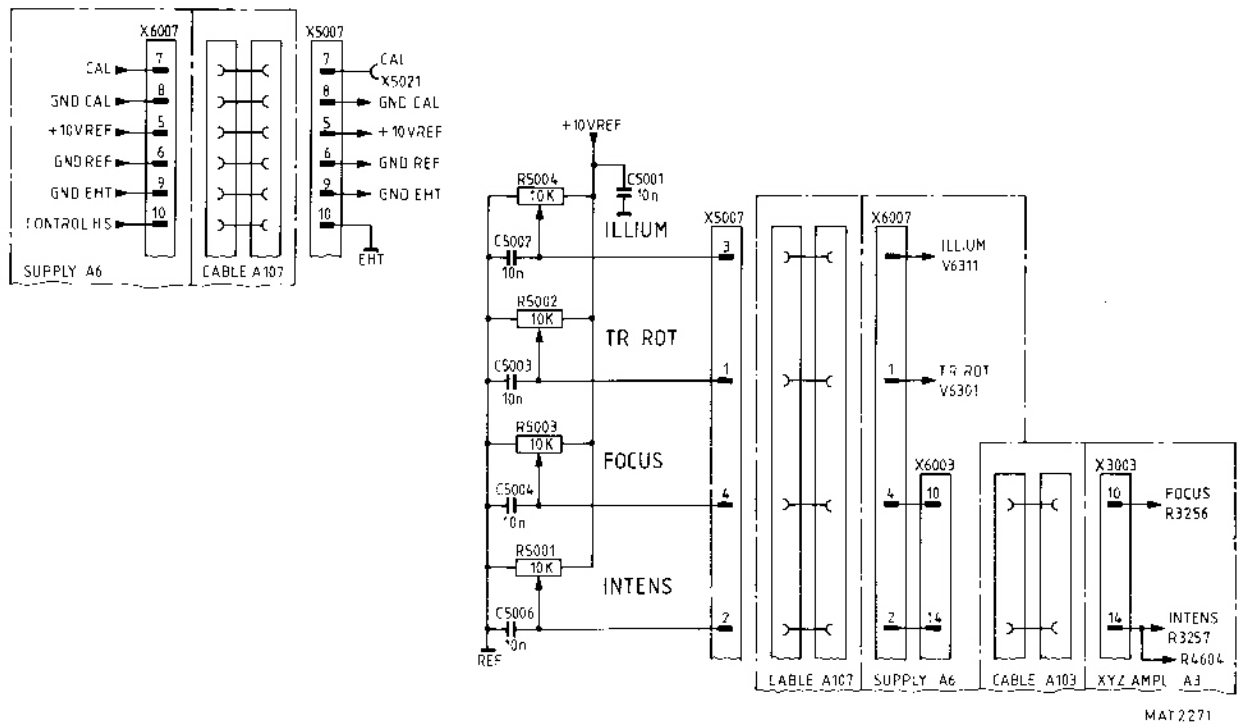 X6007
X5007
CAL
7
7
CAL
X5021
GND CAL
8
8
GND CAL
+10VREF
5
5
+10VREF
GND REF
6
6
GND REF
GND EHT
9
9
GND EHT
CONTROL HS
10
10
EHT
SUPPLY A6
CABLE A107
+10VREF
R5004
10K
C5001
10n
ILLIUM
X5007
X6007
C5007
10n
3
ILLIUM
V6311
R5002
10K
TR ROT
C5003
10n
1
1
TR ROT
V6301
R5003
10K
FOCUS
X6003
X3003
C5004
10n
4
4
10
10
FOCUS
R3256
R5001
10K
INTENS
C5006
10n
2
2
14
14
INTENS
R3257
R4604
REF
CABLE A107
SUPPLY A6
CABLE A103
XYZ AMPL A3
MAT2271